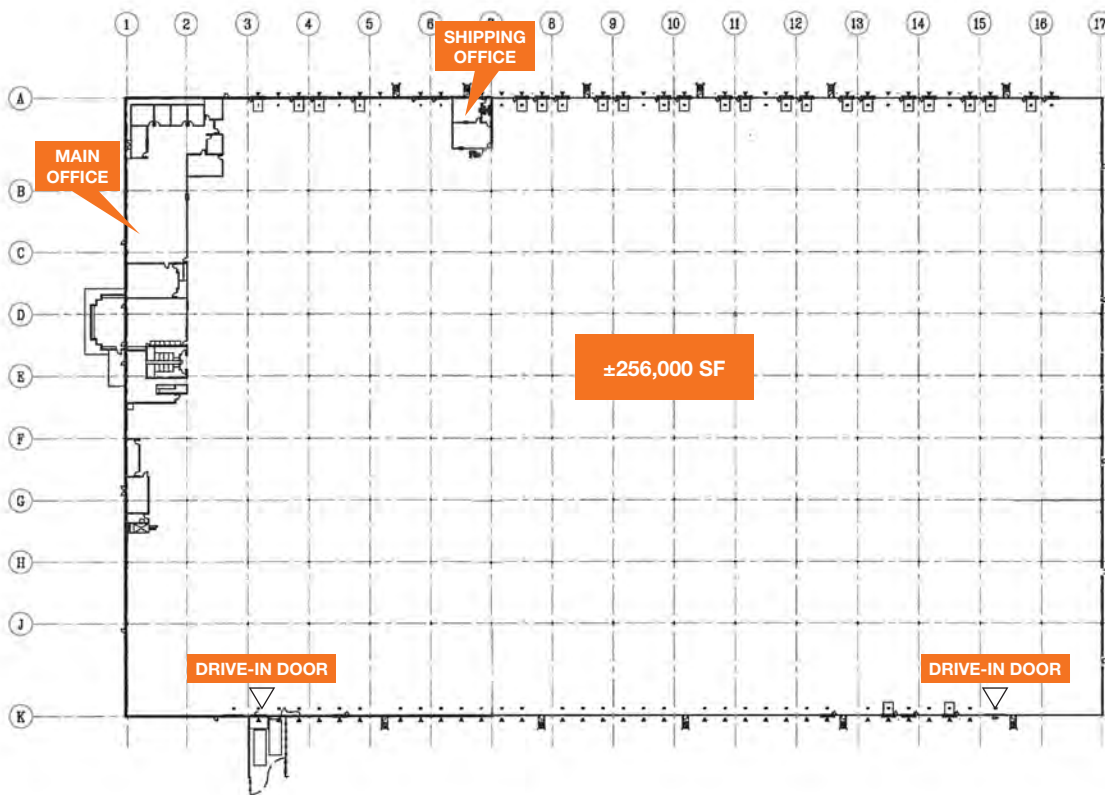 1 2 3 4 5 6 7 8 9 10 11 12 13 14 15 16 17
SHIPPING
OFFICE
A
MAIN
OFFICE
B
C
D
±256,000 SF
E
F
G
H
J
DRIVE-IN DOOR
DRIVE-IN DOOR
K